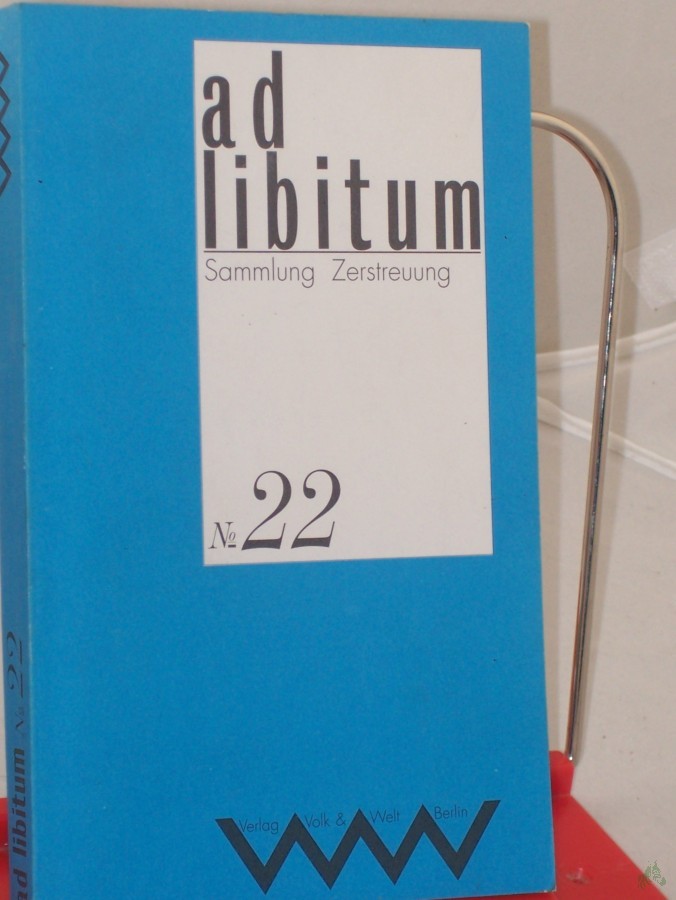 ad
libitum
Sammlung Zerstreuung
№ 22
Verlag Volk & Welt Berlin
ad libitum № 22